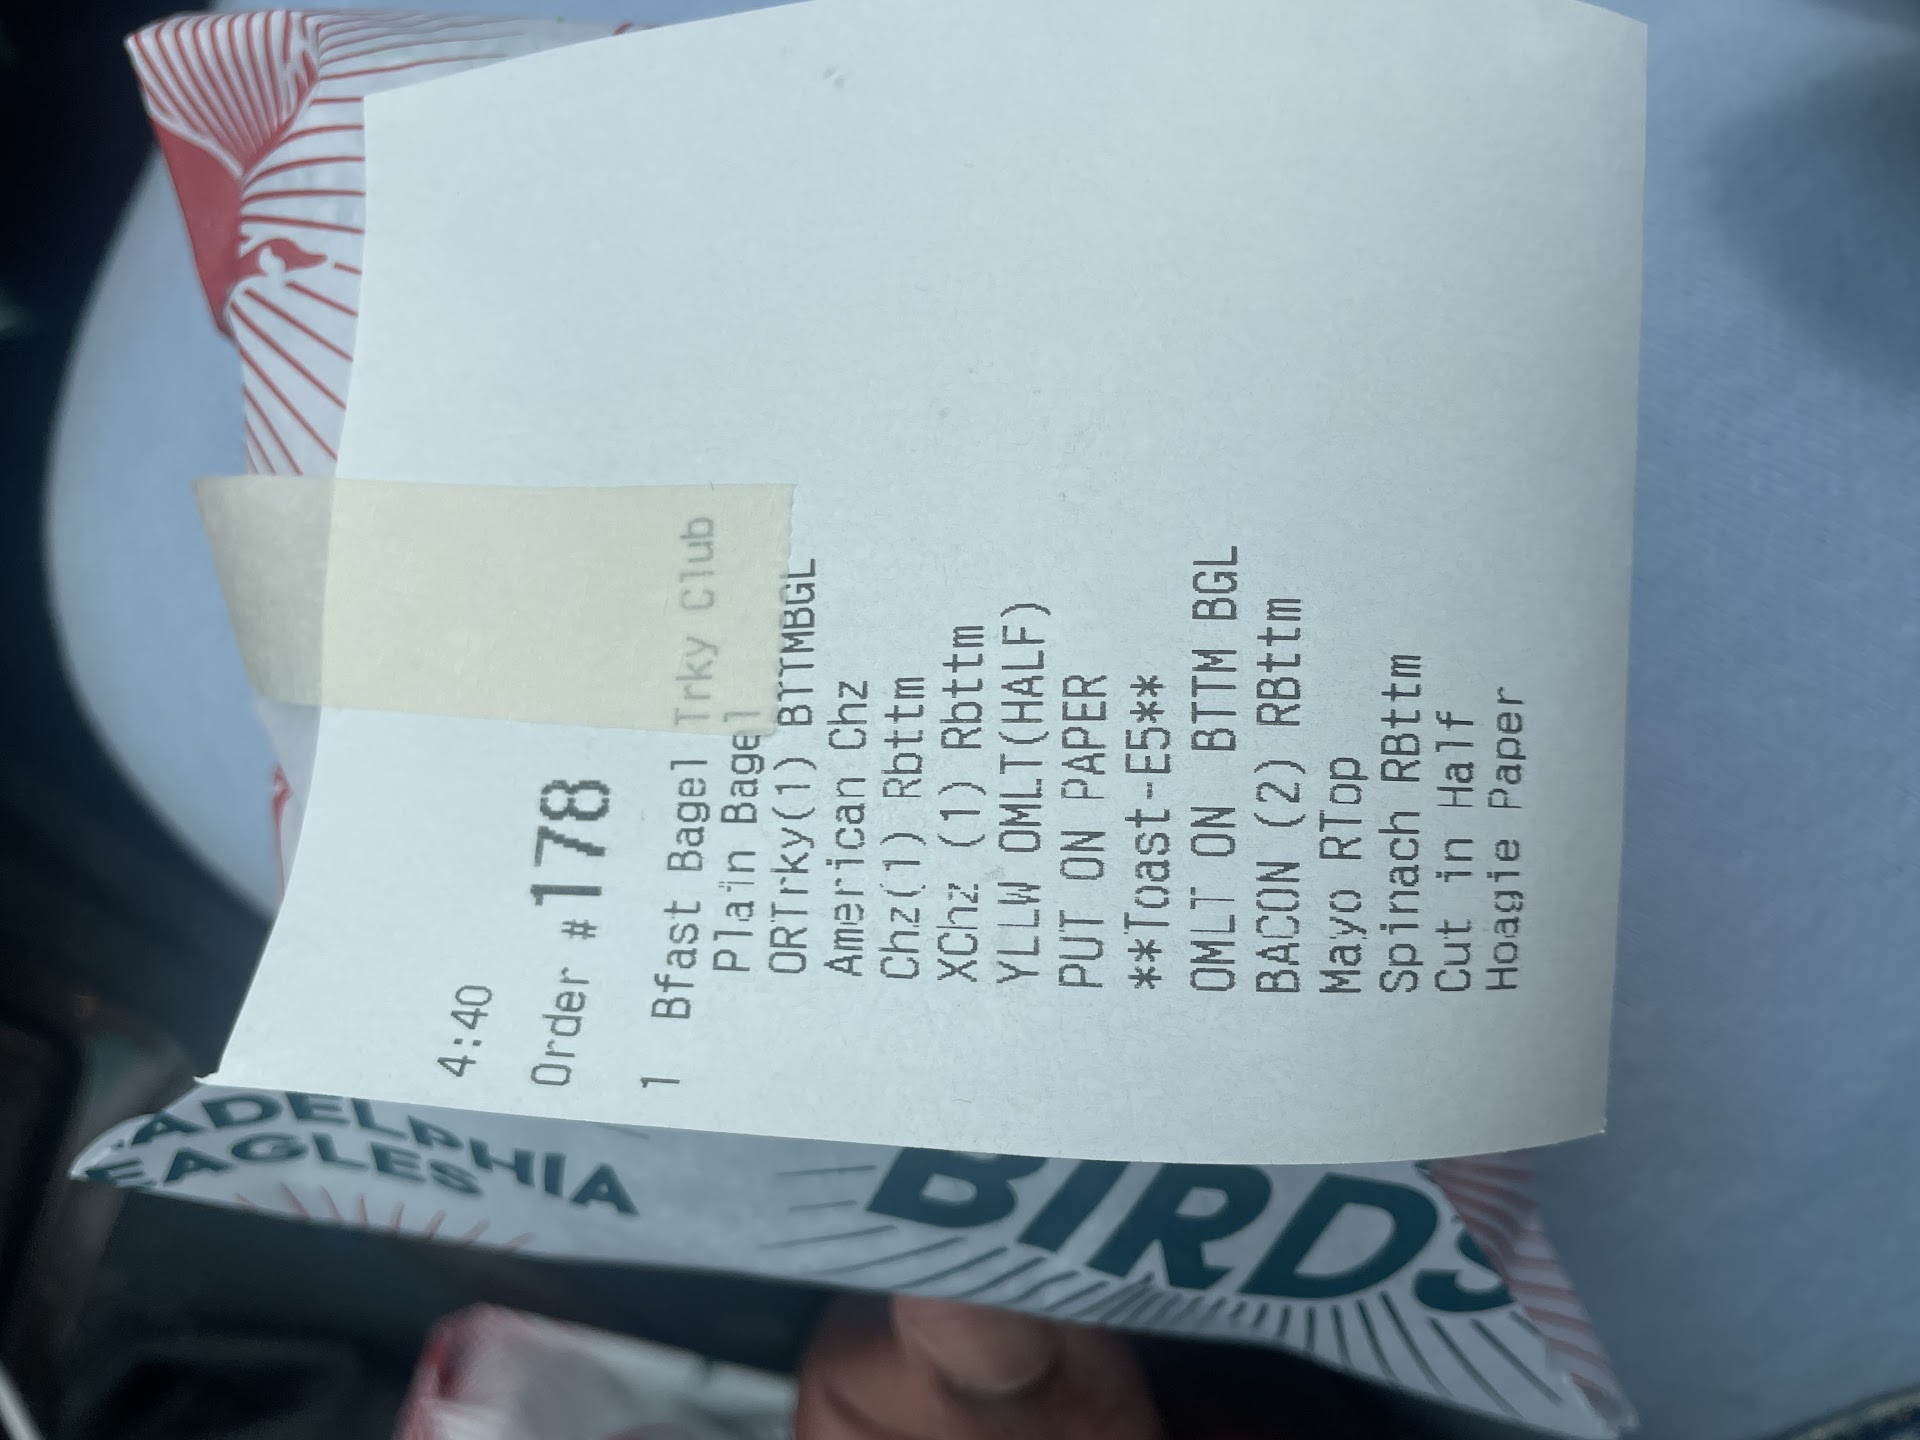 4:40
Order #178
1 Bfast Bagel Trky Club
Plain Bagel
ORTrky(1) BTTMBGL
American Chz
Chz(1) Rbttm
XChz (1) Rbttm
YLLW OMLT(HALF)
PUT ON PAPER
**Toast-E5**
OMLT ON BTTM BGL
BACON (2) RBttm
Mayo RTop
Spinach RBttm
Cut in Half
Hoagie Paper
ADELPHIA
EAGLES
BIRDS